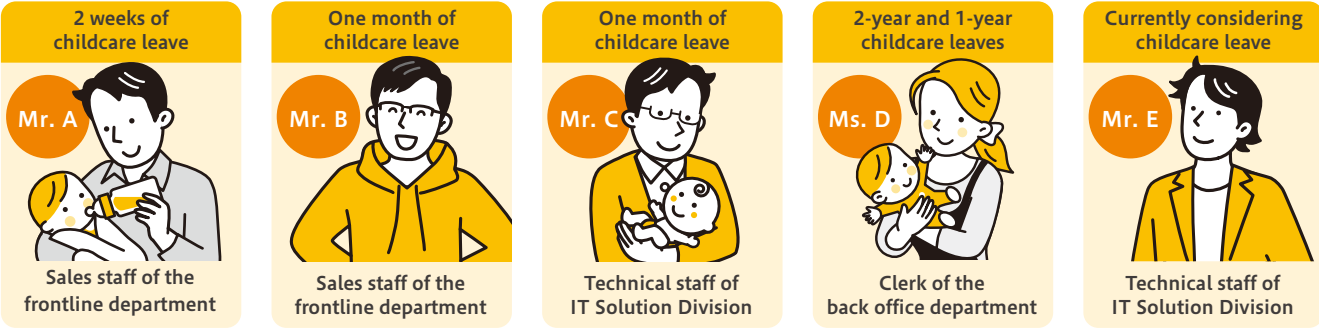 2 weeks of
childcare leave
Mr. A
Sales staff of the
frontline department
One month of
childcare leave
Mr. B
Sales staff of the
frontline department
One month of
childcare leave
Mr. C
Technical staff of
IT Solution Division
2-year and 1-year
childcare leaves
Ms. D
Clerk of the
back office department
Currently considering
childcare leave
Mr. E
Technical staff of
IT Solution Division